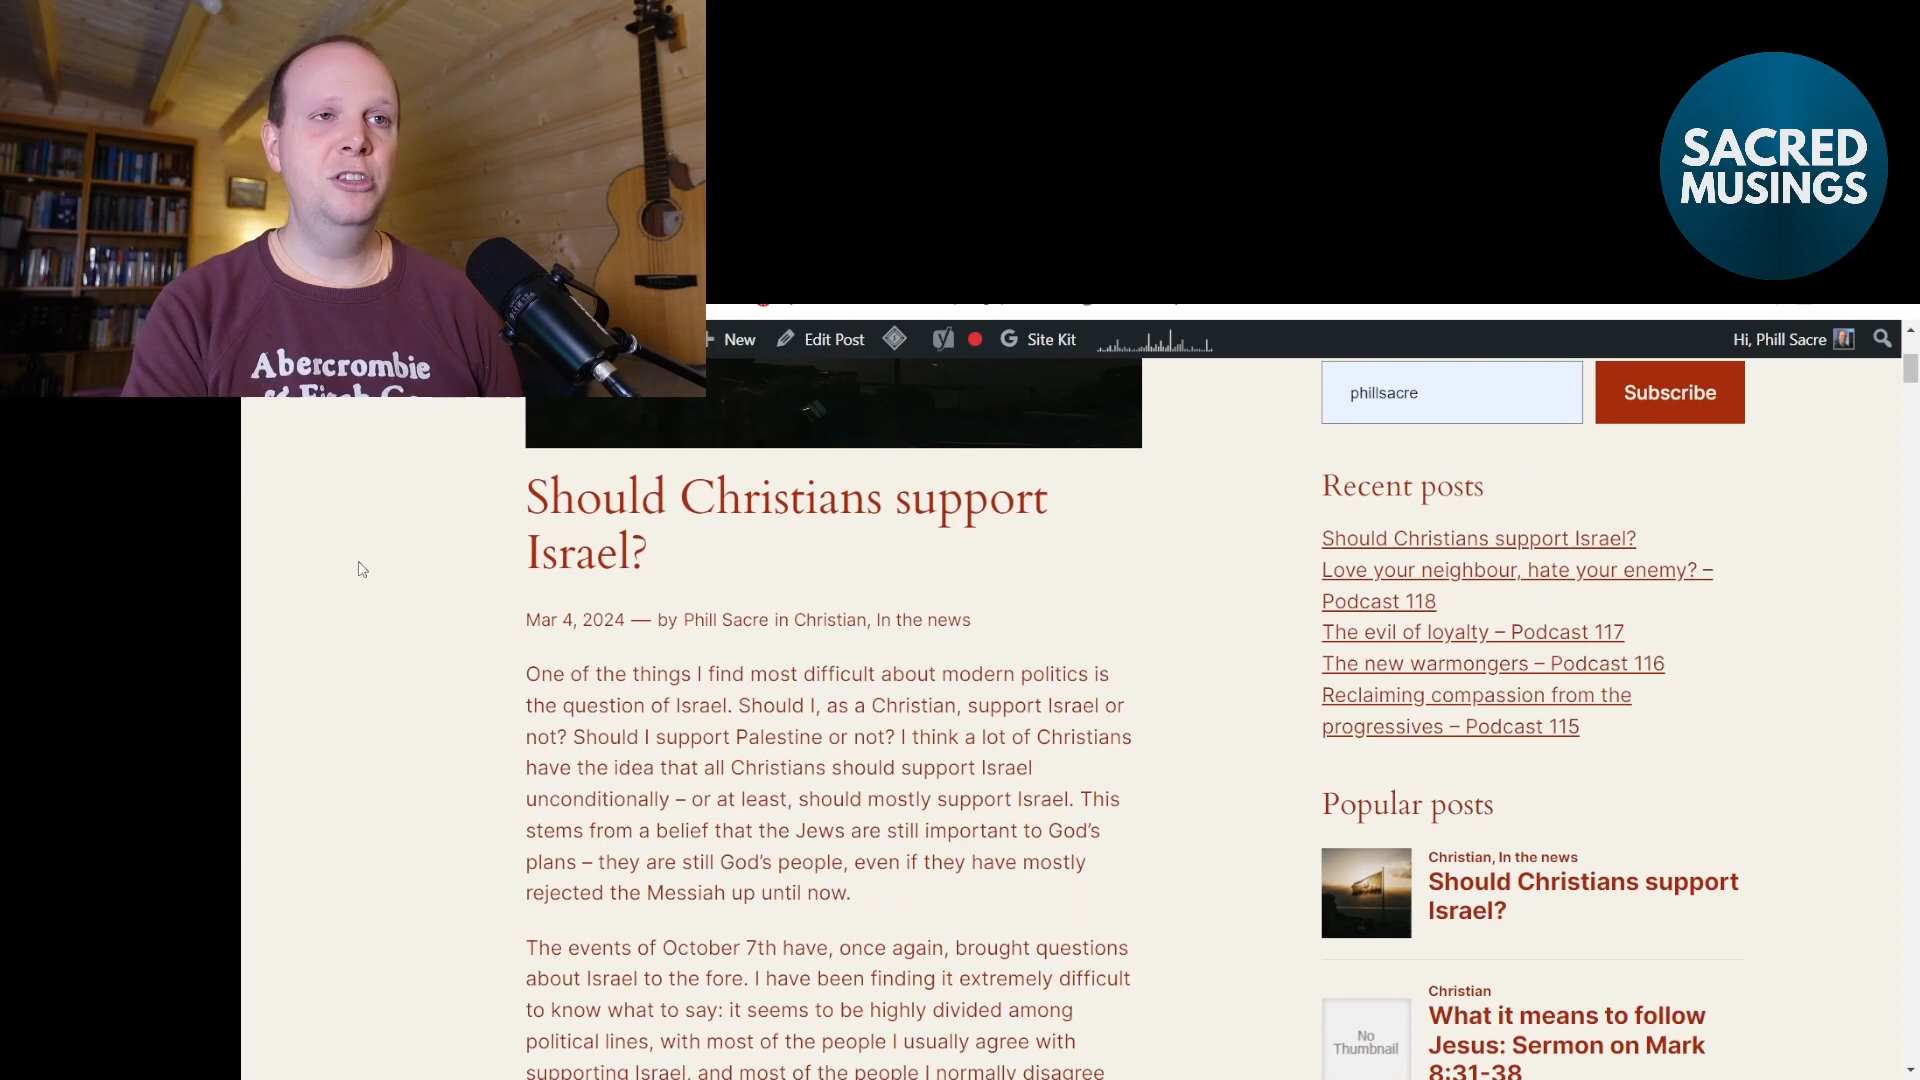 SACRED
MUSINGS
Abercrombie
New
Edit Post
Site Kit
Hi, Phill Sacre
phillsacre
Subscribe
Should Christians support
Israel?
Mar 4, 2024 — by Phill Sacre in Christian, In the news
One of the things I find most difficult about modern politics is
the question of Israel. Should I, as a Christian, support Israel or
not? Should I support Palestine or not? I think a lot of Christians
have the idea that all Christians should support Israel
unconditionally – or at least, should mostly support Israel. This
stems from a belief that the Jews are still important to God's
plans – they are still God's people, even if they have mostly
rejected the Messiah up until now.
The events of October 7th have, once again, brought questions
about Israel to the fore. I have been finding it extremely difficult
to know what to say: it seems to be highly divided among
political lines, with most of the people I usually agree with
supporting Israel, and most of the people I normally disagree
Recent posts
Should Christians support Israel?
Love your neighbour, hate your enemy? –
Podcast 118
The evil of loyalty – Podcast 117
The new warmongers – Podcast 116
Reclaiming compassion from the
progressives – Podcast 115
Popular posts
Christian, In the news
Should Christians support
Israel?
No
Thumbnail
Christian
What it means to follow
Jesus: Sermon on Mark
8:31-38